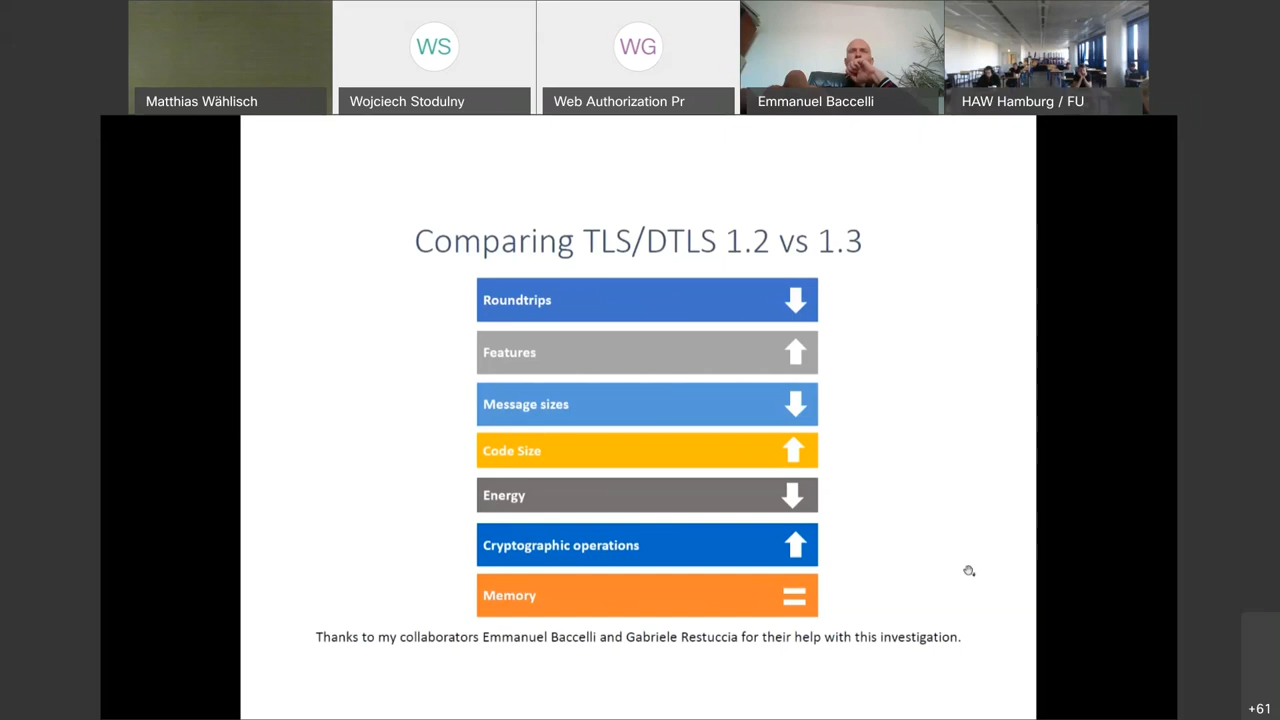 WS
WG
Matthias Wählisch
Wojciech Stodulny
Web Authorization Pr
Emmanuel Baccelli
HAW Hamburg / FU
Comparing TLS/DTLS 1.2 vs 1.3
Roundtrips
Features
Message sizes
Code Size
Energy
Cryptographic operations
Memory
Thanks to my collaborators Emmanuel Baccelli and Gabriele Restuccia for their help with this investigation.
+61